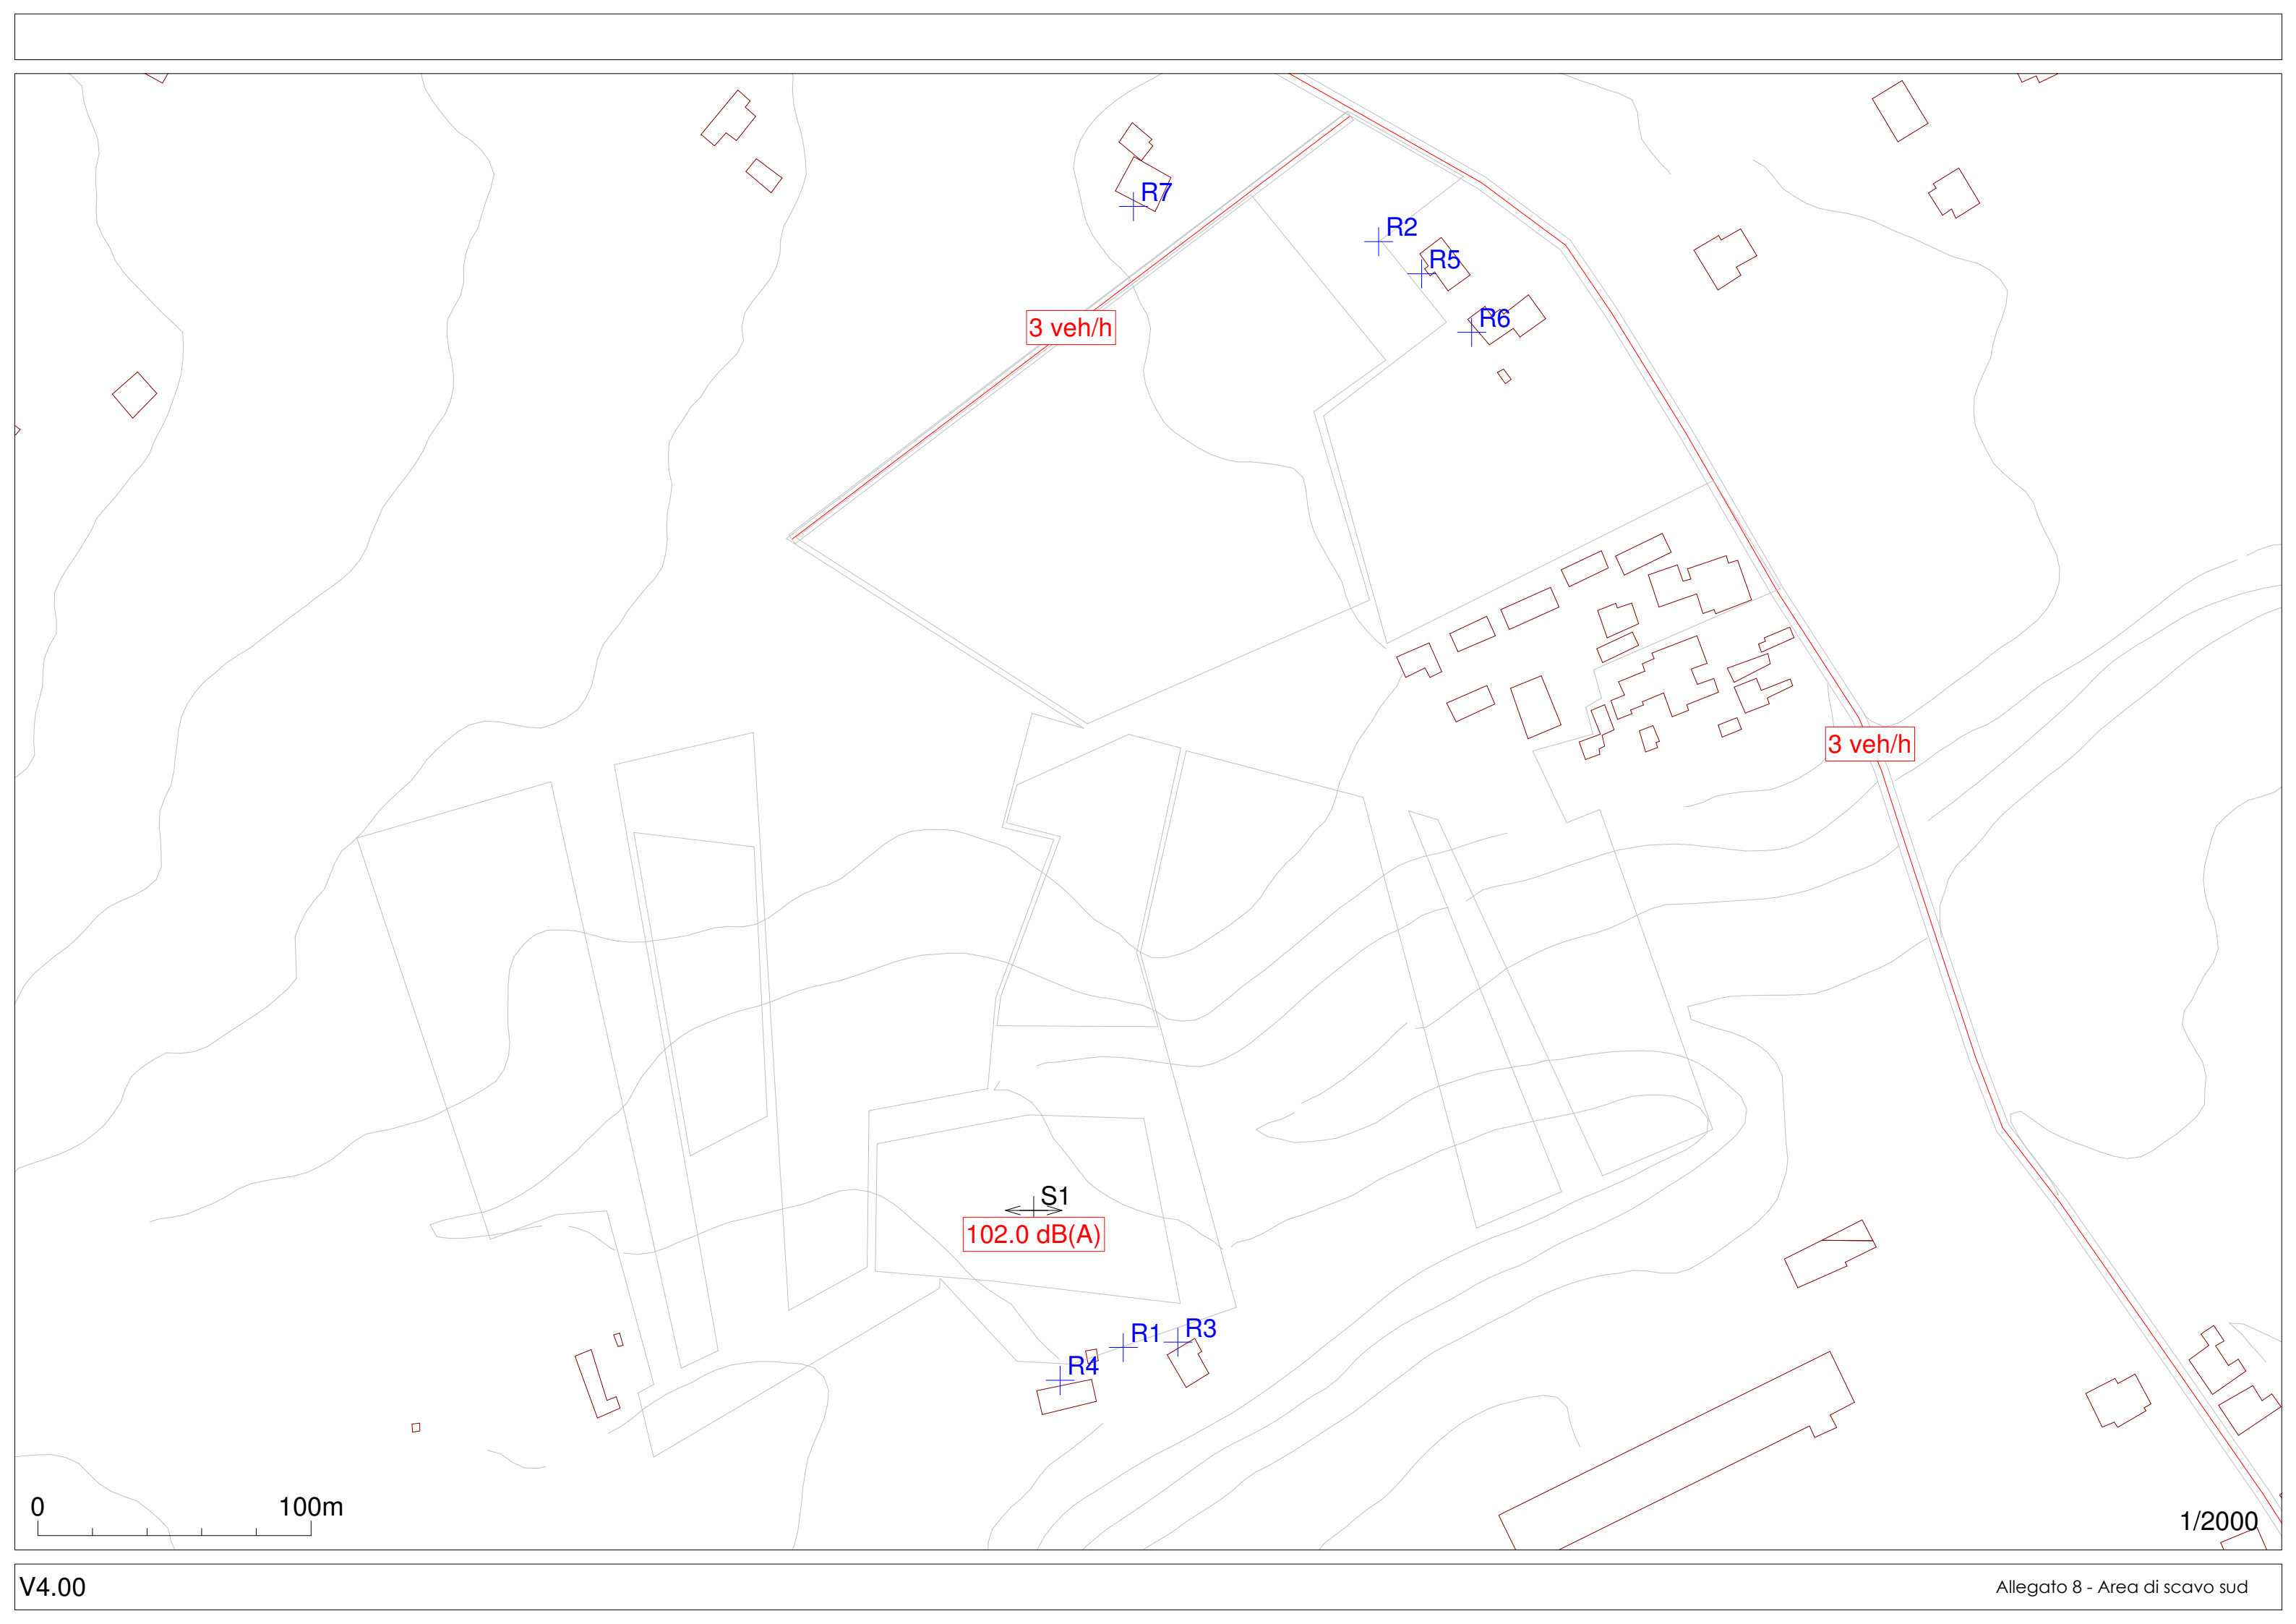 R7
R2
R5
R6
3 veh/h
3 veh/h
S1
102.0 dB(A)
R1
R3
R4
0
100m
1/2000
V4.00
Allegato 8 - Area di scavo sud